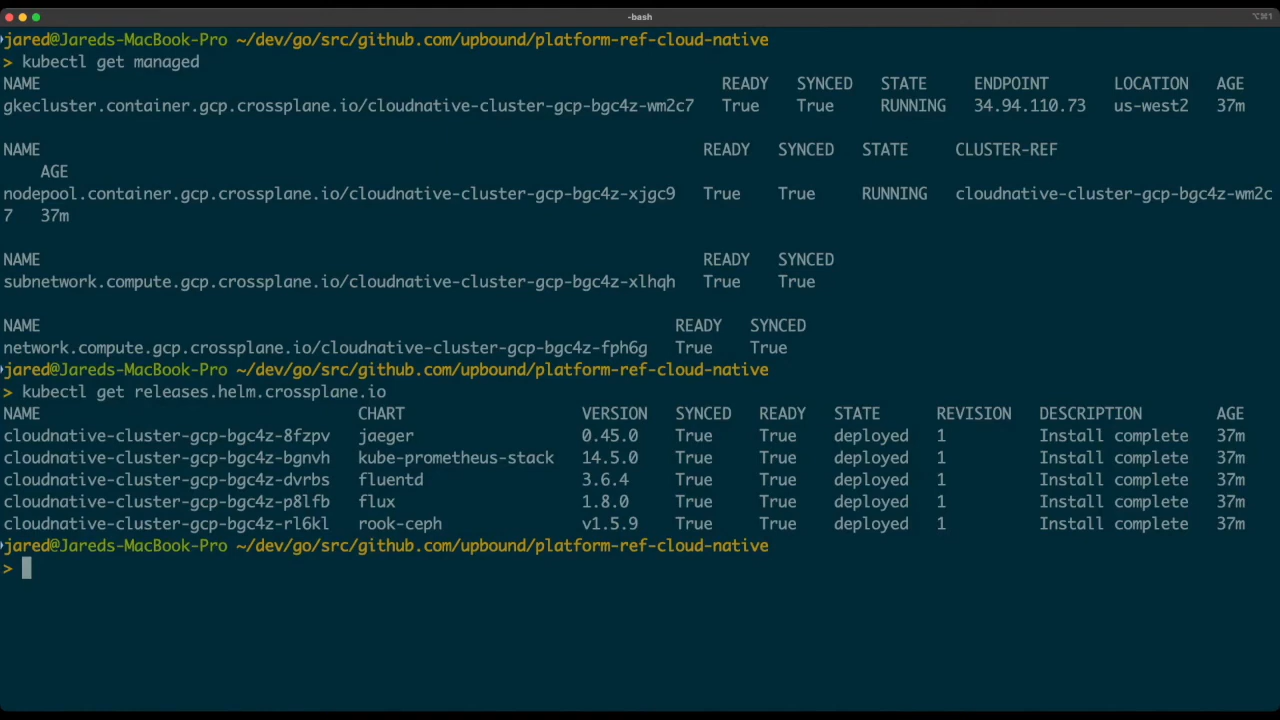 -bash
⌥⌘1
jared@Jareds-MacBook-Pro ~/dev/go/src/github.com/upbound/platform-ref-cloud-native
> kubectl get managed
NAME READY SYNCED STATE ENDPOINT LOCATION AGE
gkecluster.container.gcp.crossplane.io/cloudnative-cluster-gcp-bgc4z-wm2c7 True True RUNNING 34.94.110.73 us-west2 37m
NAME READY SYNCED STATE CLUSTER-REF
AGE
nodepool.container.gcp.crossplane.io/cloudnative-cluster-gcp-bgc4z-xjgc9 True True RUNNING cloudnative-cluster-gcp-bgc4z-wm2c
7 37m
NAME READY SYNCED
subnetwork.compute.gcp.crossplane.io/cloudnative-cluster-gcp-bgc4z-xlhqh True True
NAME READY SYNCED
network.compute.gcp.crossplane.io/cloudnative-cluster-gcp-bgc4z-fph6g True True
jared@Jareds-MacBook-Pro ~/dev/go/src/github.com/upbound/platform-ref-cloud-native
> kubectl get releases.helm.crossplane.io
NAME CHART VERSION SYNCED READY STATE REVISION DESCRIPTION AGE
cloudnative-cluster-gcp-bgc4z-8fzpv jaeger 0.45.0 True True deployed 1 Install complete 37m
cloudnative-cluster-gcp-bgc4z-bgnvh kube-prometheus-stack 14.5.0 True True deployed 1 Install complete 37m
cloudnative-cluster-gcp-bgc4z-dvrbs fluentd 3.6.4 True True deployed 1 Install complete 37m
cloudnative-cluster-gcp-bgc4z-p8lfb flux 1.8.0 True True deployed 1 Install complete 37m
cloudnative-cluster-gcp-bgc4z-rl6kl rook-ceph v1.5.9 True True deployed 1 Install complete 37m
jared@Jareds-MacBook-Pro ~/dev/go/src/github.com/upbound/platform-ref-cloud-native
>